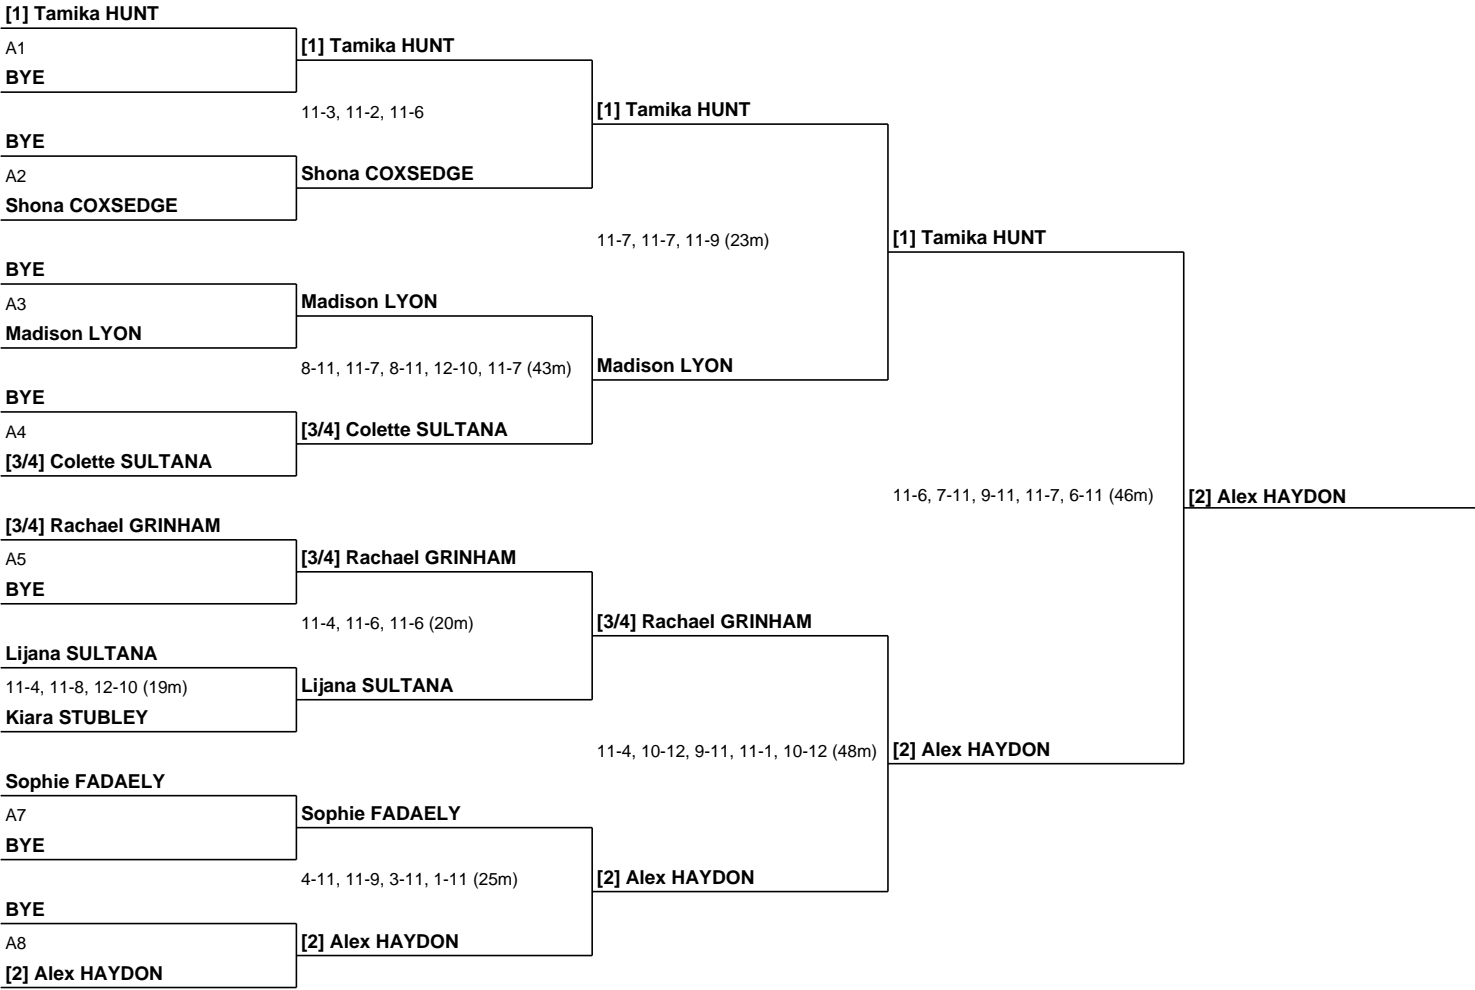 [1] Tamika HUNT
A1
BYE
BYE
A2
Shona COXSEDGE
BYE
A3
Madison LYON
BYE
A4
[3/4] Colette SULTANA
[3/4] Rachael GRINHAM
A5
BYE
Lijana SULTANA
11-4, 11-8, 12-10 (19m)
Kiara STUBLEY
Sophie FADAELY
A7
BYE
BYE
A8
[2] Alex HAYDON
[1] Tamika HUNT
11-3, 11-2, 11-6
Shona COXSEDGE
Madison LYON
8-11, 11-7, 8-11, 12-10, 11-7 (43m)
[3/4] Colette SULTANA
[3/4] Rachael GRINHAM
11-4, 11-6, 11-6 (20m)
Lijana SULTANA
Sophie FADAELY
4-11, 11-9, 3-11, 1-11 (25m)
[2] Alex HAYDON
[1] Tamika HUNT
11-7, 11-7, 11-9 (23m)
Madison LYON
[3/4] Rachael GRINHAM
11-4, 10-12, 9-11, 11-1, 10-12 (48m)
[2] Alex HAYDON
[1] Tamika HUNT
11-6, 7-11, 9-11, 11-7, 6-11 (46m)
[2] Alex HAYDON
[2] Alex HAYDON